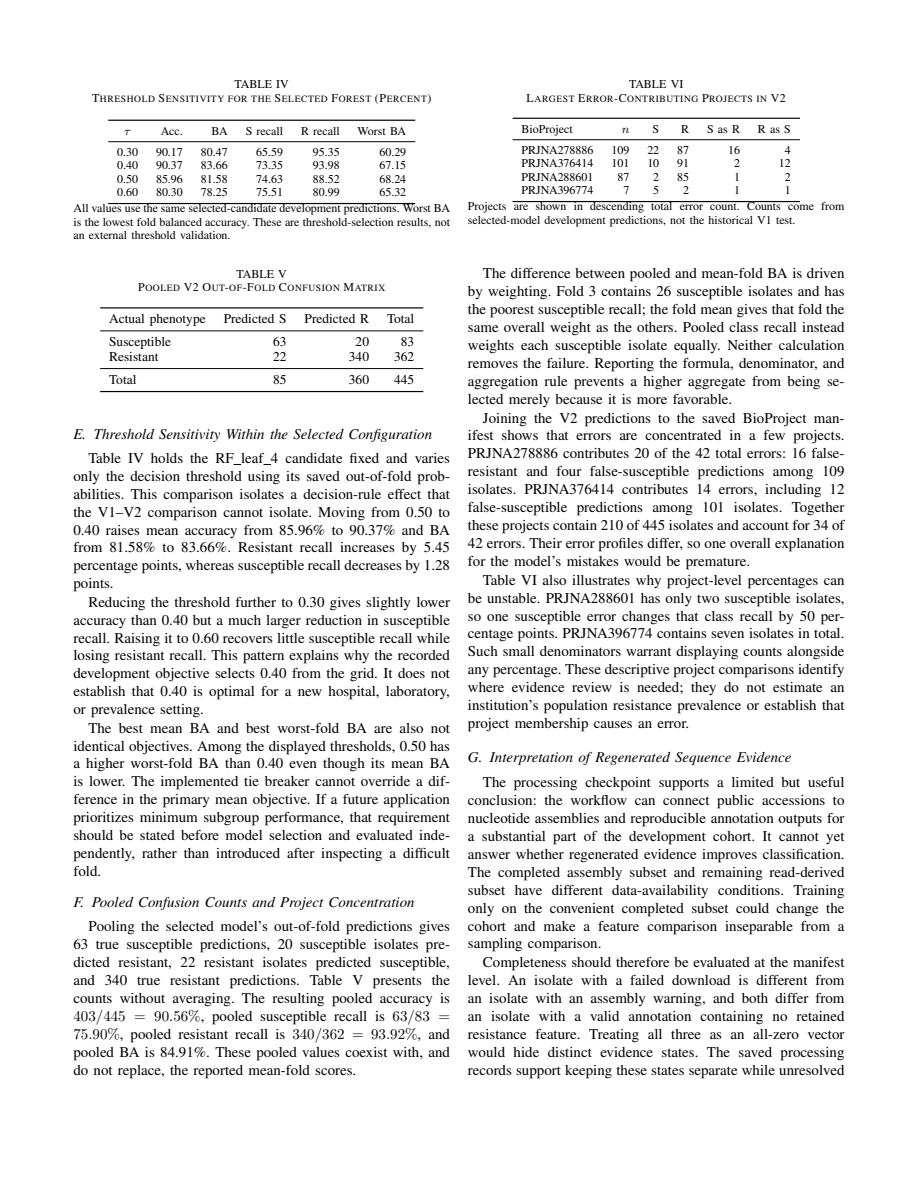 TABLE IV
THRESHOLD SENSITIVITY FOR THE SELECTED FOREST (PERCENT)
τ Acc. BA S recall R recall Worst BA
0.30 90.17 80.47 65.59 95.35 60.29
0.40 90.37 83.66 73.35 93.98 67.15
0.50 85.96 81.58 74.63 88.52 68.24
0.60 80.30 78.25 75.51 80.99 65.32
All values use the same selected-candidate development predictions. Worst BA
is the lowest fold balanced accuracy. These are threshold-selection results, not
an external threshold validation.
TABLE V
POOLED V2 OUT-OF-FOLD CONFUSION MATRIX
Actual phenotype Predicted S Predicted R Total
Susceptible 63 20 83
Resistant 22 340 362
Total 85 360 445
E. Threshold Sensitivity Within the Selected Configuration
Table IV holds the RF_leaf_4 candidate fixed and varies
only the decision threshold using its saved out-of-fold prob-
abilities. This comparison isolates a decision-rule effect that
the V1–V2 comparison cannot isolate. Moving from 0.50 to
0.40 raises mean accuracy from 85.96% to 90.37% and BA
from 81.58% to 83.66%. Resistant recall increases by 5.45
percentage points, whereas susceptible recall decreases by 1.28
points.
Reducing the threshold further to 0.30 gives slightly lower
accuracy than 0.40 but a much larger reduction in susceptible
recall. Raising it to 0.60 recovers little susceptible recall while
losing resistant recall. This pattern explains why the recorded
development objective selects 0.40 from the grid. It does not
establish that 0.40 is optimal for a new hospital, laboratory,
or prevalence setting.
The best mean BA and best worst-fold BA are also not
identical objectives. Among the displayed thresholds, 0.50 has
a higher worst-fold BA than 0.40 even though its mean BA
is lower. The implemented tie breaker cannot override a dif-
ference in the primary mean objective. If a future application
prioritizes minimum subgroup performance, that requirement
should be stated before model selection and evaluated inde-
pendently, rather than introduced after inspecting a difficult
fold.
F. Pooled Confusion Counts and Project Concentration
Pooling the selected model's out-of-fold predictions gives
63 true susceptible predictions, 20 susceptible isolates pre-
dicted resistant, 22 resistant isolates predicted susceptible,
and 340 true resistant predictions. Table V presents the
counts without averaging. The resulting pooled accuracy is
403/445 = 90.56%, pooled susceptible recall is 63/83 =
75.90%, pooled resistant recall is 340/362 = 93.92%, and
pooled BA is 84.91%. These pooled values coexist with, and
do not replace, the reported mean-fold scores.
TABLE VI
LARGEST ERROR-CONTRIBUTING PROJECTS IN V2
BioProject n S R S as R R as S
PRJNA278886 109 22 87 16 4
PRJNA376414 101 10 91 2 12
PRJNA288601 87 2 85 1 2
PRJNA396774 7 5 2 1 1
Projects are shown in descending total error count. Counts come from
selected-model development predictions, not the historical V1 test.
The difference between pooled and mean-fold BA is driven
by weighting. Fold 3 contains 26 susceptible isolates and has
the poorest susceptible recall; the fold mean gives that fold the
same overall weight as the others. Pooled class recall instead
weights each susceptible isolate equally. Neither calculation
removes the failure. Reporting the formula, denominator, and
aggregation rule prevents a higher aggregate from being se-
lected merely because it is more favorable.
Joining the V2 predictions to the saved BioProject man-
ifest shows that errors are concentrated in a few projects.
PRJNA278886 contributes 20 of the 42 total errors: 16 false-
resistant and four false-susceptible predictions among 109
isolates. PRJNA376414 contributes 14 errors, including 12
false-susceptible predictions among 101 isolates. Together
these projects contain 210 of 445 isolates and account for 34 of
42 errors. Their error profiles differ, so one overall explanation
for the model's mistakes would be premature.
Table VI also illustrates why project-level percentages can
be unstable. PRJNA288601 has only two susceptible isolates,
so one susceptible error changes that class recall by 50 per-
centage points. PRJNA396774 contains seven isolates in total.
Such small denominators warrant displaying counts alongside
any percentage. These descriptive project comparisons identify
where evidence review is needed; they do not estimate an
institution's population resistance prevalence or establish that
project membership causes an error.
G. Interpretation of Regenerated Sequence Evidence
The processing checkpoint supports a limited but useful
conclusion: the workflow can connect public accessions to
nucleotide assemblies and reproducible annotation outputs for
a substantial part of the development cohort. It cannot yet
answer whether regenerated evidence improves classification.
The completed assembly subset and remaining read-derived
subset have different data-availability conditions. Training
only on the convenient completed subset could change the
cohort and make a feature comparison inseparable from a
sampling comparison.
Completeness should therefore be evaluated at the manifest
level. An isolate with a failed download is different from
an isolate with an assembly warning, and both differ from
an isolate with a valid annotation containing no retained
resistance feature. Treating all three as an all-zero vector
would hide distinct evidence states. The saved processing
records support keeping these states separate while unresolved